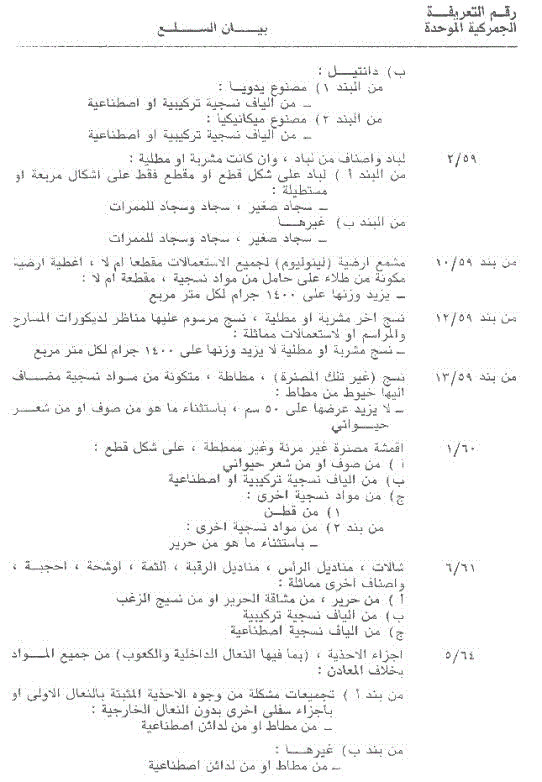 رقم التعريفة
الجمركية الموحدة
بيان السلع
ب) دانتيل :
من البند ١) مصنوع يدويا :
ـ من الياف نسجية تركيبية او اصطناعية
من البند ٢) مصنوع ميكانيكيا :
ـ من الياف نسجية تركيبية او اصطناعية
٢/٥٩ لباد واصناف من لباد ، وان كانت مشربة او مطلية :
من البند أ ) لباد على شكل قطع او مقطع فقط على اشكال مربعة او
مستطيلة :
ـ سجاد صغير ، سجاد وسجاد للممرات
من البند ب) غيرهـا :
ـ سجاد صغير ، سجاد وسجاد للممرات
من بند ١٠/٥٩ مشمع ارضية (لينوليوم) لجميع الاستعمالات مقطعا ام لا ، اغطية ارضية
مكونة من طلاء على حامل من مواد نسجية ، مقطعة ام لا :
ـ يزيد وزنها على ١٤٠٠ جرام لكل متر مربع
من بند ١٢/٥٩ نسج اخر مشربة او مطلية ، نسج مرسوم عليها مناظر لديكورات المسارح
والمراسم او لاستعمالات مماثلة :
ـ نسج مشربة او مطلية لا يزيد وزنها على ١٤٠٠ جرام لكل متر مربع
من بند ١٣/٥٩ نسج (غير تلك المصنرة) ، مطاطة ، متكونة من مـواد نسجية مضـاف
اليها خيوط من مطاط :
ـ لا يزيد عرضها على ٥٠ سم ، باستثناء ما هو من صوف او من شعـر
حيـواني
١/٦٠ اقمشة مصنرة غير مرنة وغير ممططة ، على شكل قطع :
أ ) من صوف او من شعر حيواني
ب) من الياف نسجية تركيبية او اصطناعية
ج) من مواد نسجية اخرى :
١) من قطـن
من بند ٢) من مواد نسجية اخرى :
ـ باستثناء ما هو من حرير
٦/٦١ شالات ، مناديل الرأس ، مناديل الرقبة ، الثمة ، اوشحة ، احجبـة ،
واصناف اخرى مماثلة :
أ ) من حرير ، من مشاقة الحرير او من نسيج الزغب
ب) من الياف نسجية تركيبية
ج) من الياف نسجية اصطناعية
٥/٦٤ اجزاء الاحذية ، (بما فيها النعال الداخلية والكعوب) من جميع المـواد
بخلاف المعادن :
من بند أ ) تجميعات مشكلة من وجوه الاحذية المثبتة بالنعال الاولى او
بأجزاء سفلى اخرى بدون النعال الخارجية :
ـ من مطاط او من لدائن اصطناعية
من بند ب) غيرهـا :
ـ من مطاط او من لدائن اصطناعية